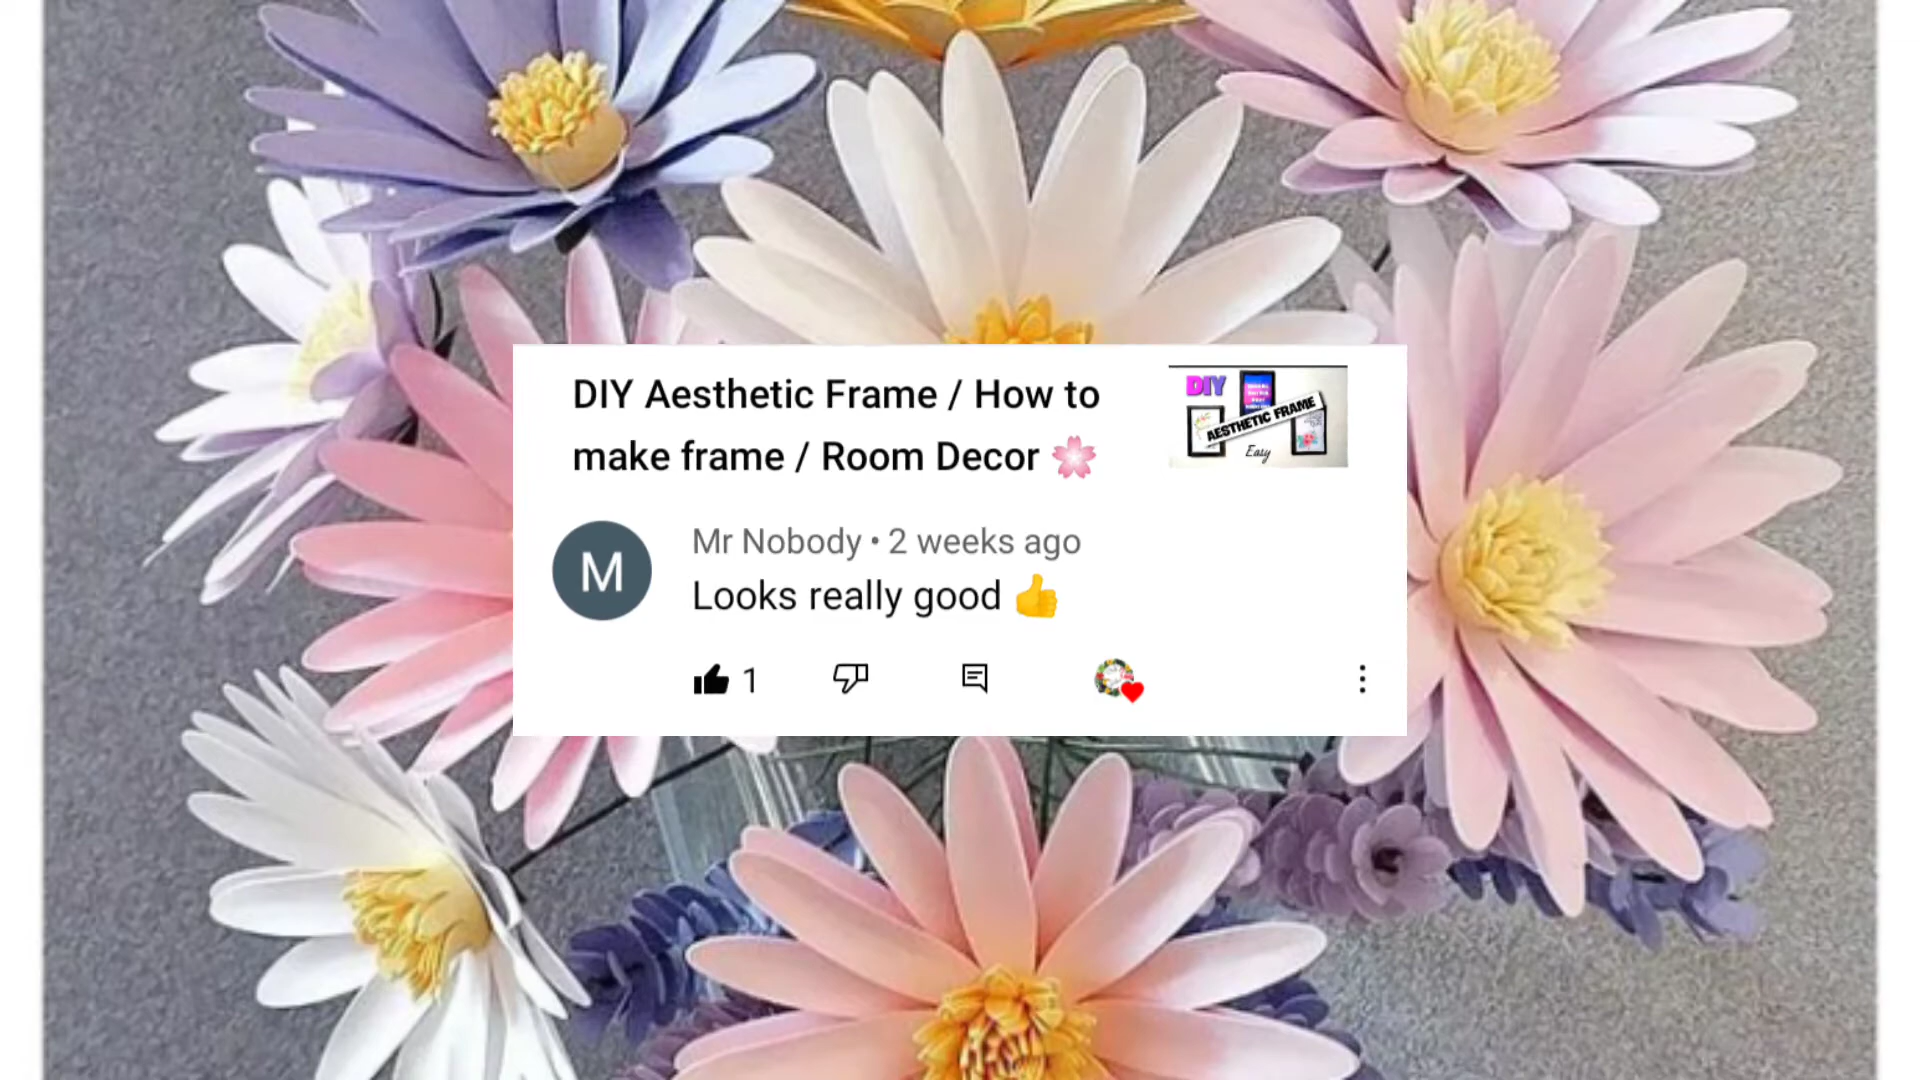 DIY Aesthetic Frame / How to
make frame / Room Decor 🌸
DIY
AESTHETIC FRAME
Easy
M
Mr Nobody • 2 weeks ago
Looks really good 👍
1